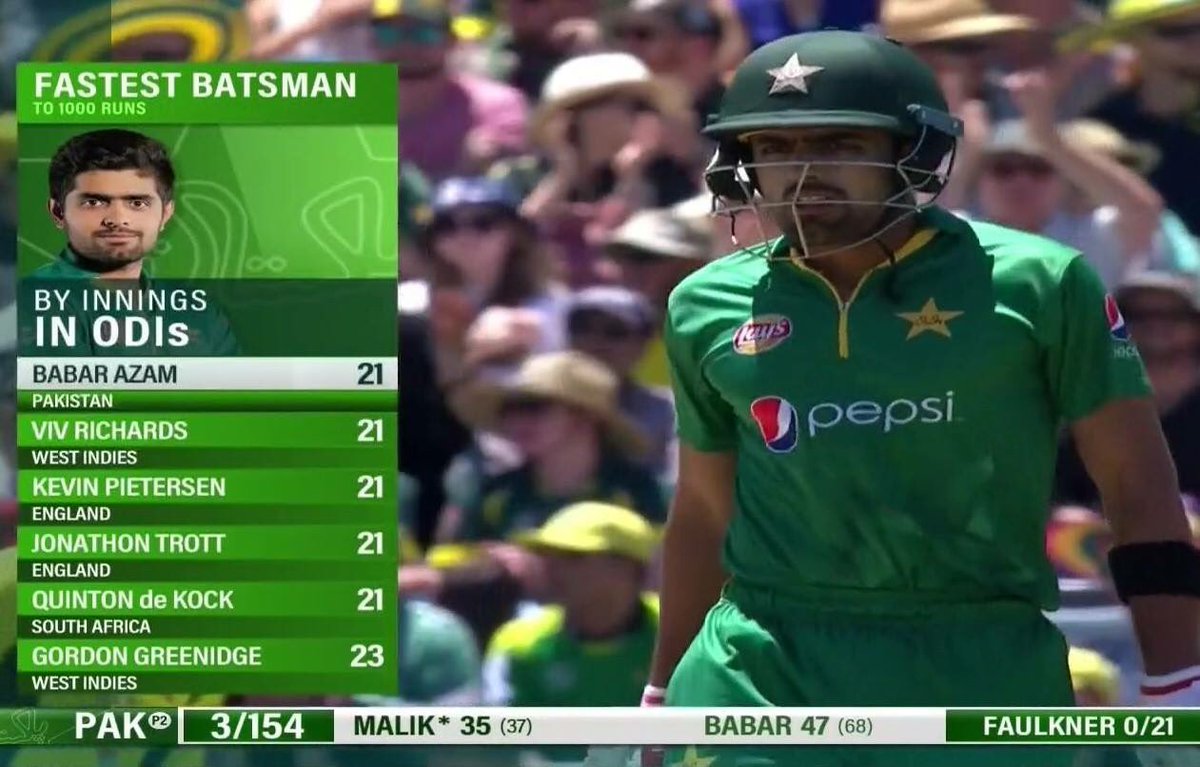 FASTEST BATSMAN
TO 1000 RUNS
BY INNINGS
IN ODIs
BABAR AZAM 21
PAKISTAN
VIV RICHARDS 21
WEST INDIES
KEVIN PIETERSEN 21
ENGLAND
JONATHON TROTT 21
ENGLAND
QUINTON de KOCK 21
SOUTH AFRICA
GORDON GREENIDGE 23
WEST INDIES
Lays
pepsi
PAK P2 3/154 MALIK* 35 (37) BABAR 47 (68) FAULKNER 0/21